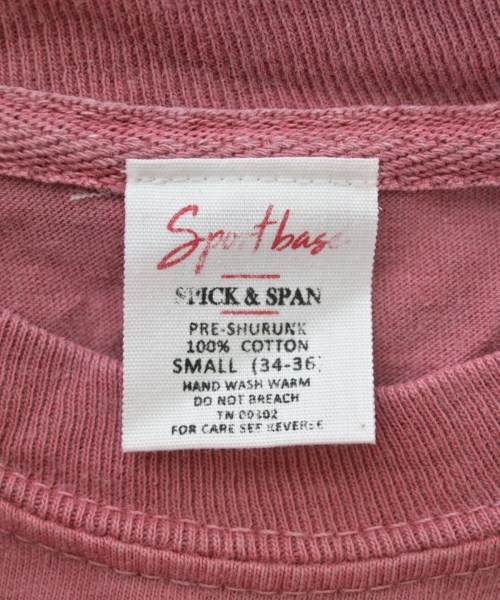 Sportbase
SPICK & SPAN
PRE-SHURUNK
100% COTTON
SMALL (34-36)
HAND WASH WARM
DO NOT BREACH
TN 00302
FOR CARE SEE REVERSE